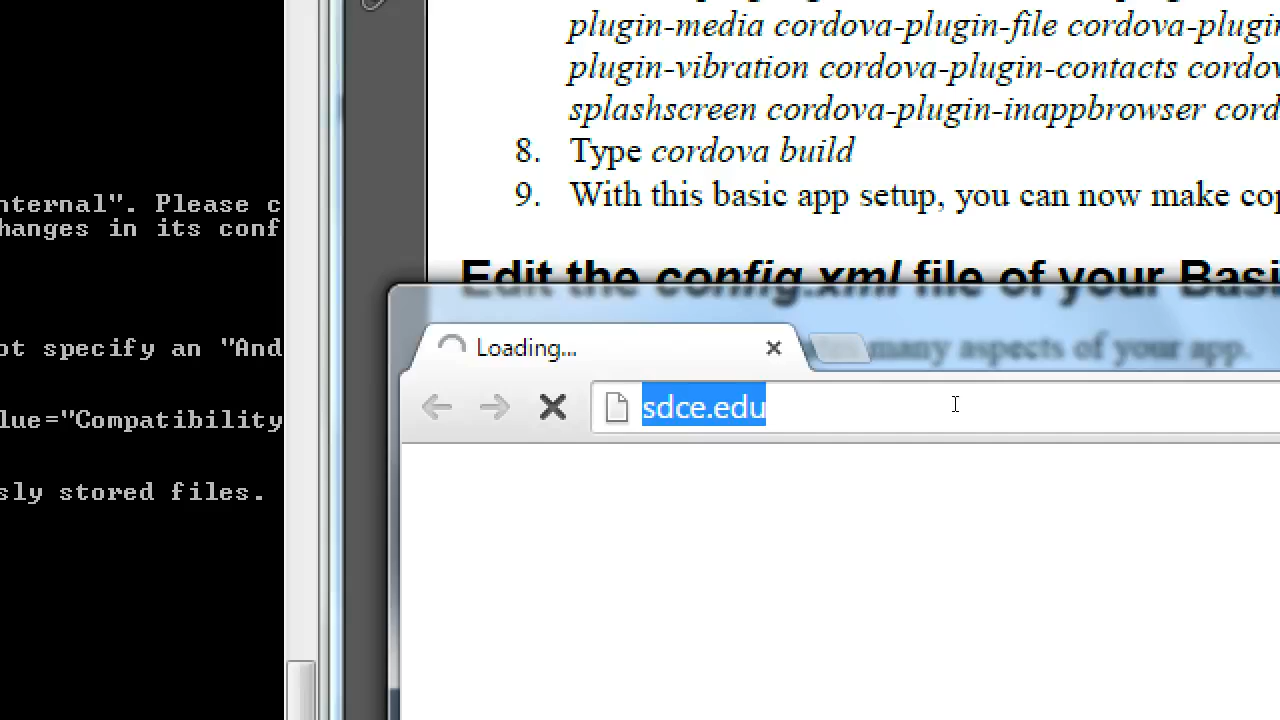 nternal". Please c
hanges in its conf
ot specify an "And
lue="Compatibility
sly stored files.
plugin-media cordova-plugin-file cordova-plugin
plugin-vibration cordova-plugin-contacts cordov
splashscreen cordova-plugin-inappbrowser cord
8. Type cordova build
9. With this basic app setup, you can now make cop
Edit the config.xml file of your Basi
many aspects of your app.
Loading...
sdce.edu